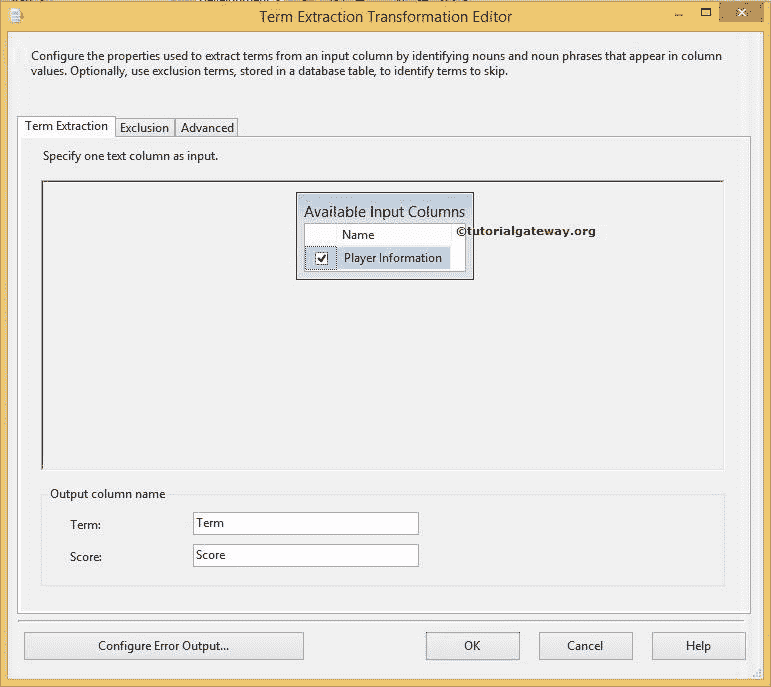 Term Extraction Transformation Editor
Configure the properties used to extract terms from an input column by identifying nouns and noun phrases that appear in column
values. Optionally, use exclusion terms, stored in a database table, to identify terms to skip.
Term Extraction
Exclusion
Advanced
Specify one text column as input.
Available Input Columns
Name
©tutorialgateway.org
Player Information
Output column name
Term:
Term
Score:
Score
Configure Error Output...
OK
Cancel
Help